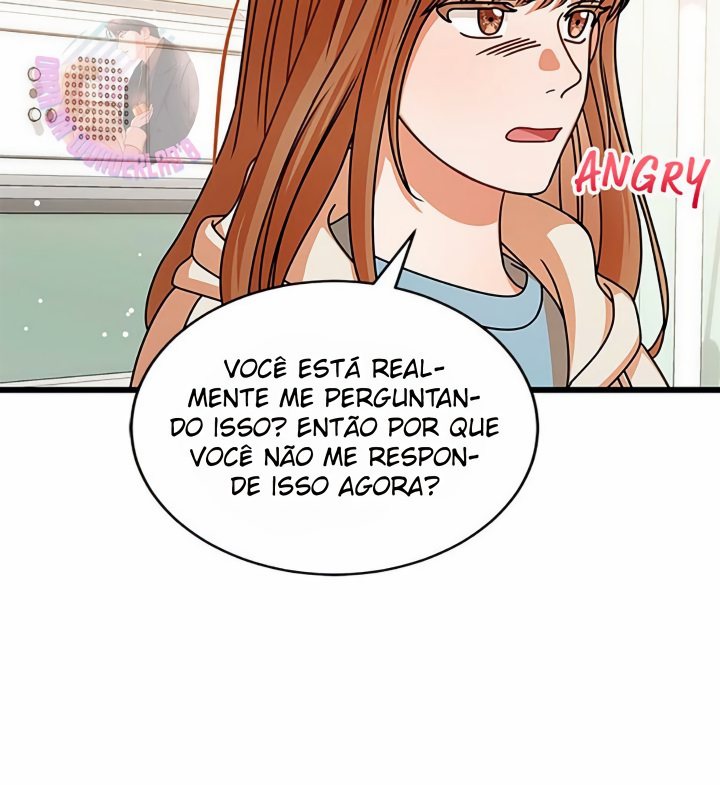 ANGRY
VOCÊ ESTÁ REAL-
MENTE ME PERGUNTAN-
DO ISSO? ENTÃO POR QUE
VOCÊ NÃO ME RESPON-
DE ISSO AGORA?